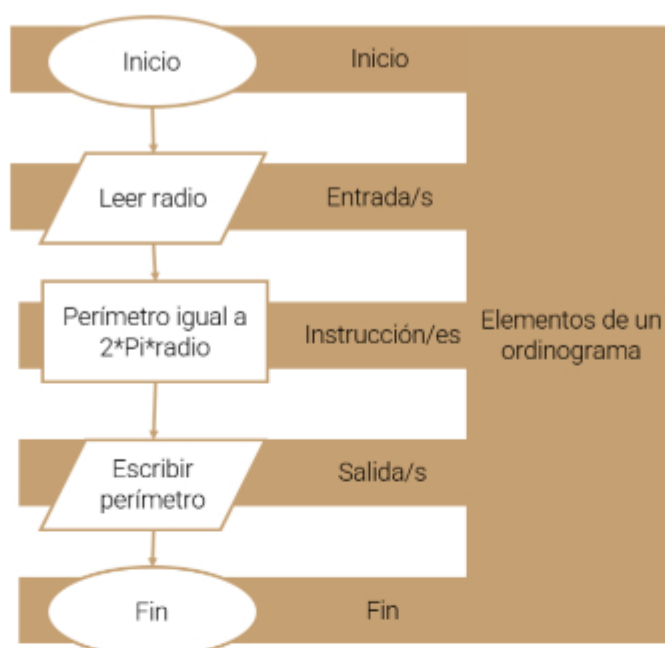 Inicio
Inicio
Leer radio
Entrada/s
Perímetro igual a
2*Pi*radio
Instrucción/es
Elementos de un
ordinograma
Escribir
perímetro
Salida/s
Fin
Fin